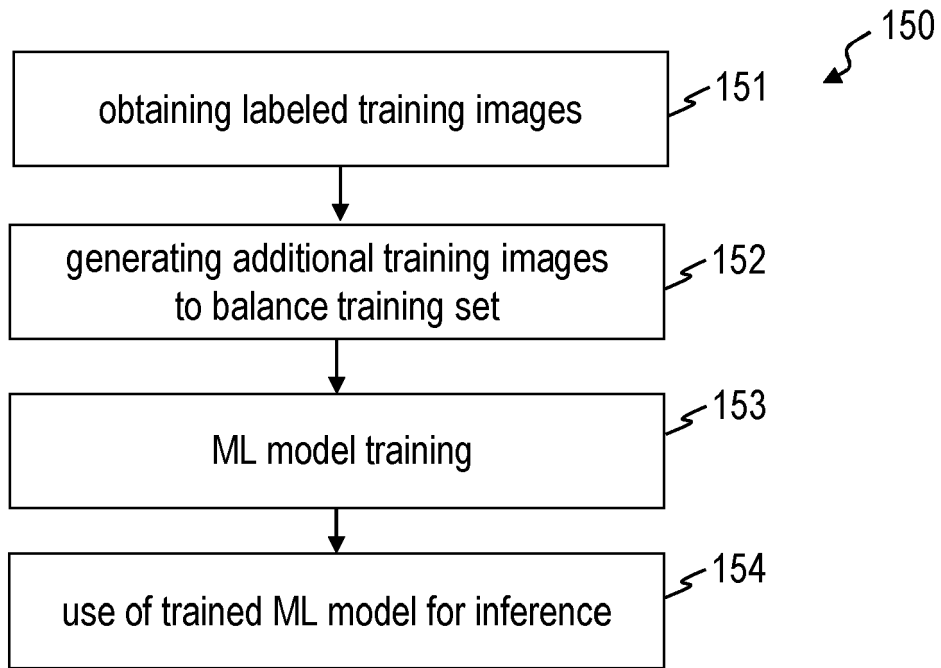 150
obtaining labeled training images
151
generating additional training images
to balance training set
152
ML model training
153
use of trained ML model for inference
154